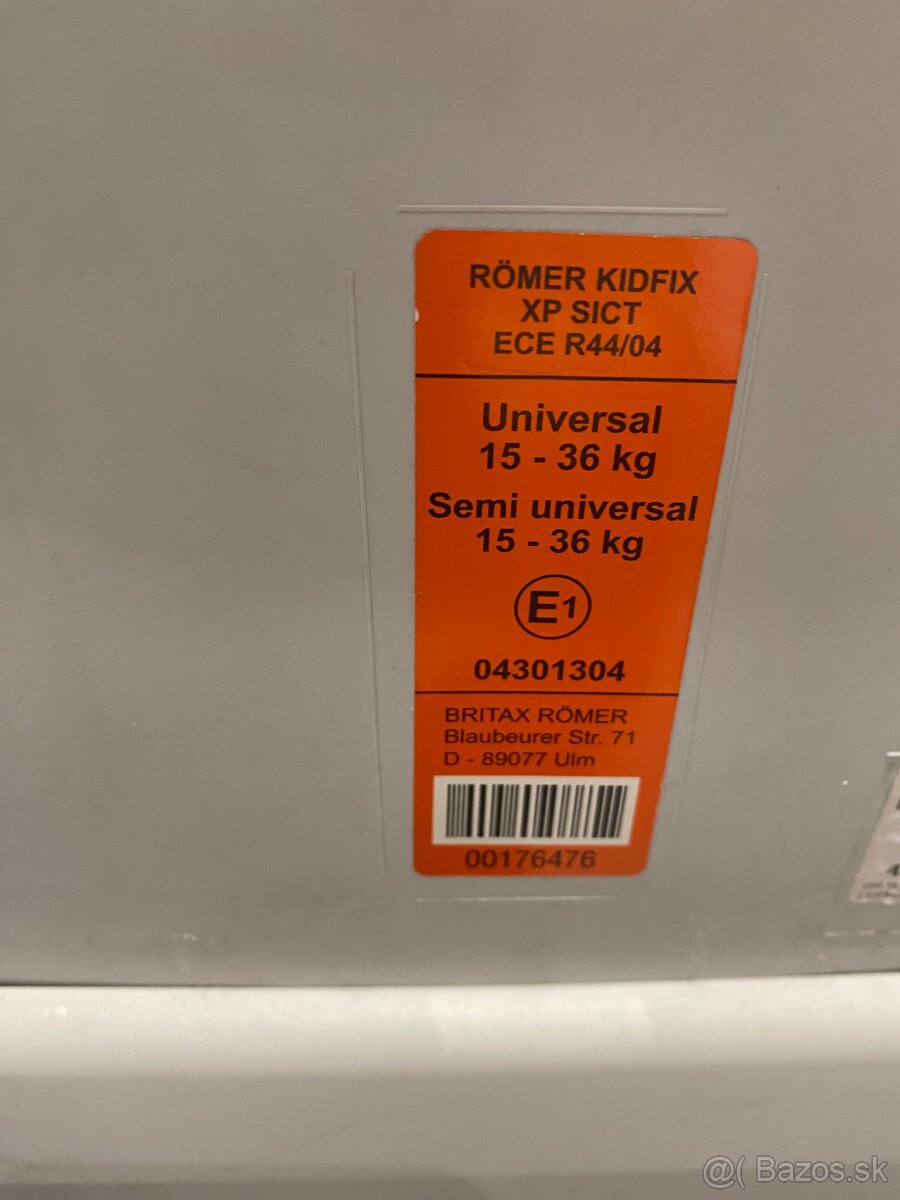 RÖMER KIDFIX
XP SICT
ECE R44/04
Universal
15 - 36 kg
Semi universal
15 - 36 kg
E1
04301304
BRITAX RÖMER
Blaubeurer Str. 71
D - 89077 Ulm
00176476
@( Bazos.sk